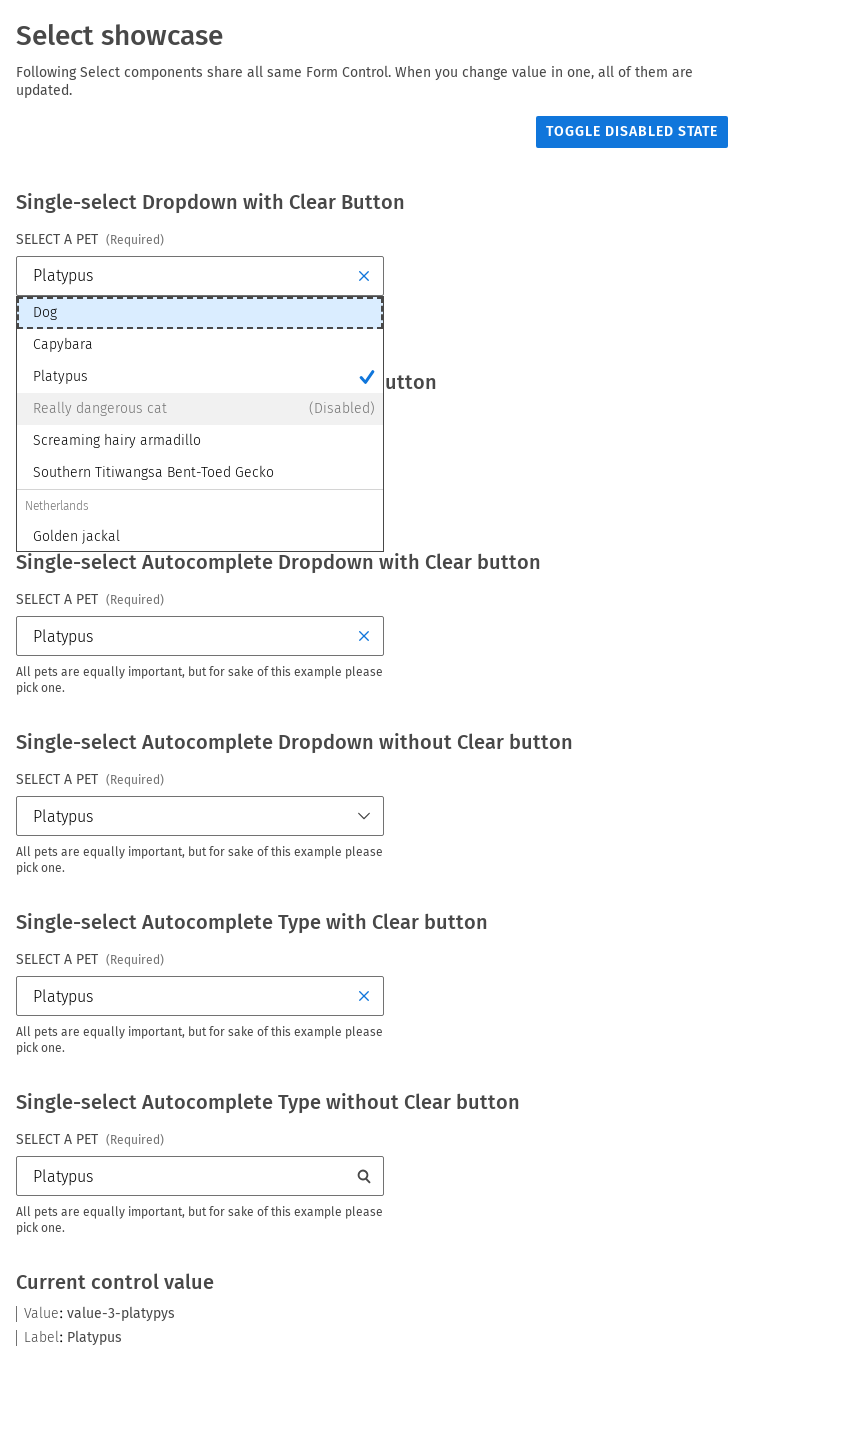 Select showcase
Following Select components share all same Form Control. When you change value in one, all of them are
updated.
TOGGLE DISABLED STATE
Single-select Dropdown with Clear Button
SELECT A PET (Required)
Platypus
Dog
Capybara
Platypus
utton
Really dangerous cat (Disabled)
Screaming hairy armadillo
Southern Titiwangsa Bent-Toed Gecko
Netherlands
Golden jackal
Single-select Autocomplete Dropdown with Clear button
SELECT A PET (Required)
Platypus
All pets are equally important, but for sake of this example please
pick one.
Single-select Autocomplete Dropdown without Clear button
SELECT A PET (Required)
Platypus
All pets are equally important, but for sake of this example please
pick one.
Single-select Autocomplete Type with Clear button
SELECT A PET (Required)
Platypus
All pets are equally important, but for sake of this example please
pick one.
Single-select Autocomplete Type without Clear button
SELECT A PET (Required)
Platypus
All pets are equally important, but for sake of this example please
pick one.
Current control value
Value: value-3-platypys
Label: Platypus